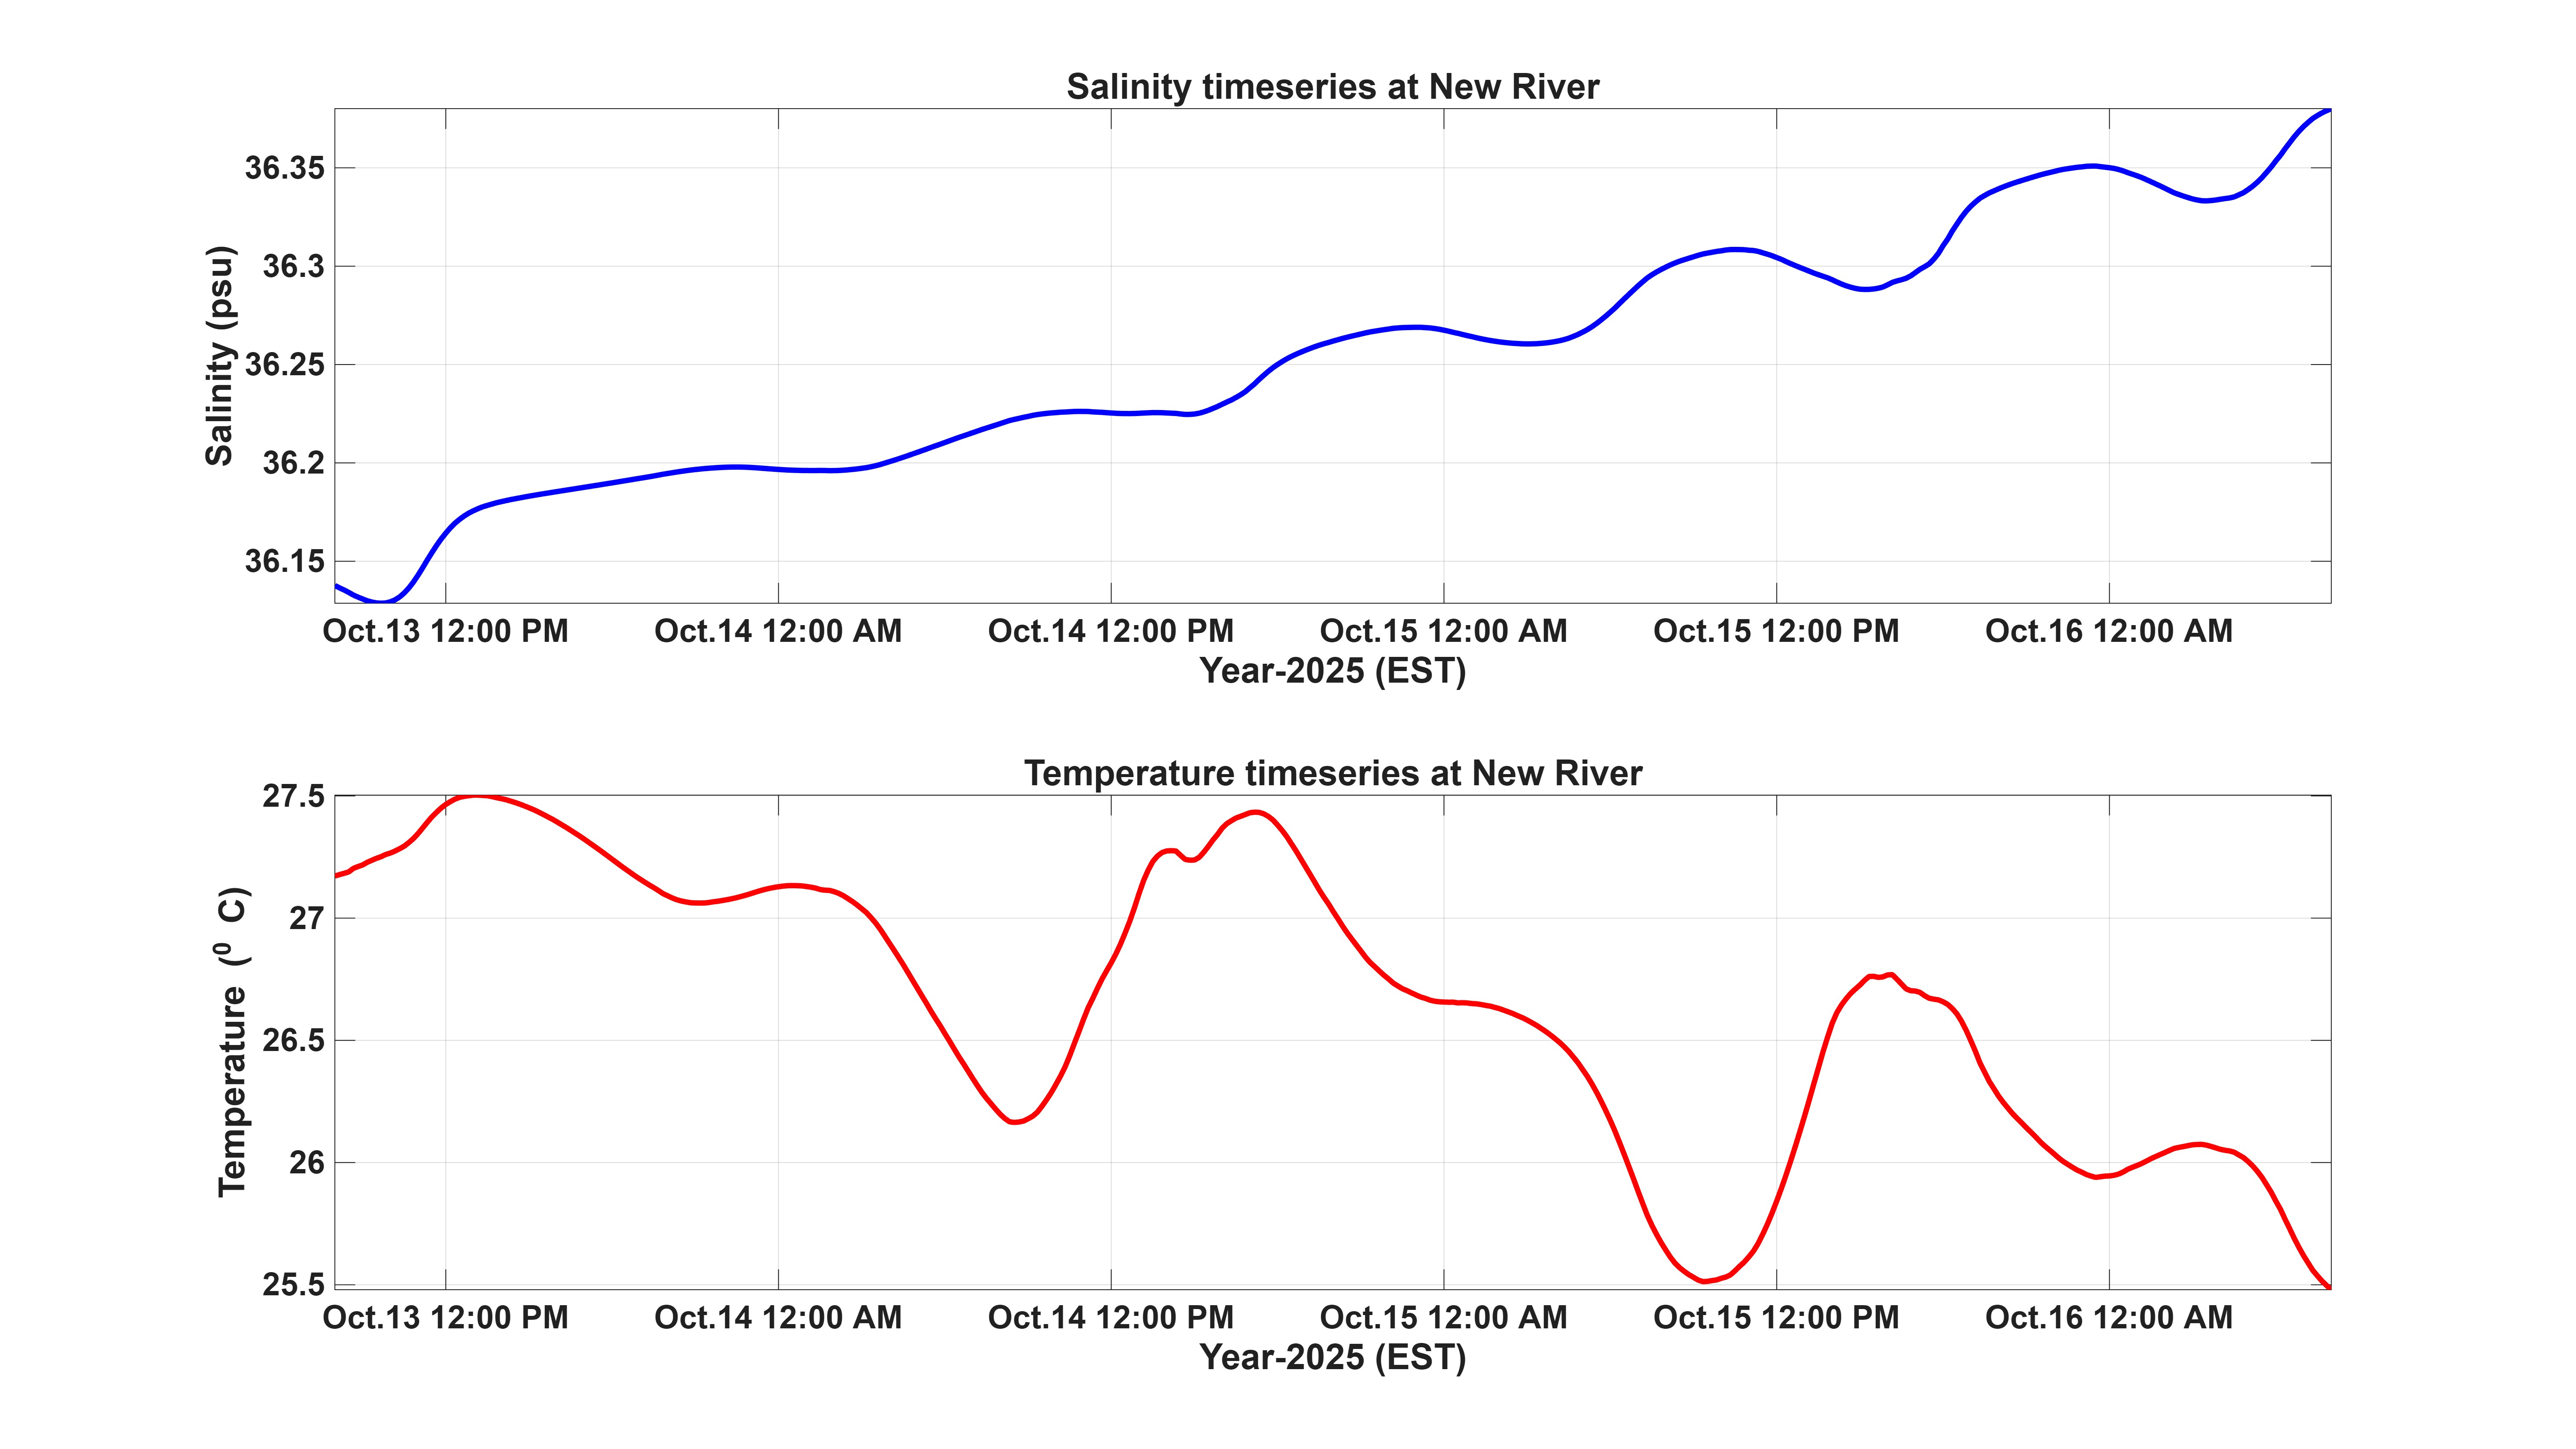 Salinity timeseries at New River
Salinity (psu)
36.35
36.3
36.25
36.2
36.15
Oct.13 12:00 PM Oct.14 12:00 AM Oct.14 12:00 PM Oct.15 12:00 AM Oct.15 12:00 PM Oct.16 12:00 AM
Year-2025 (EST)
Temperature timeseries at New River
Temperature (⁰ C)
27.5
27
26.5
26
25.5
Oct.13 12:00 PM Oct.14 12:00 AM Oct.14 12:00 PM Oct.15 12:00 AM Oct.15 12:00 PM Oct.16 12:00 AM
Year-2025 (EST)